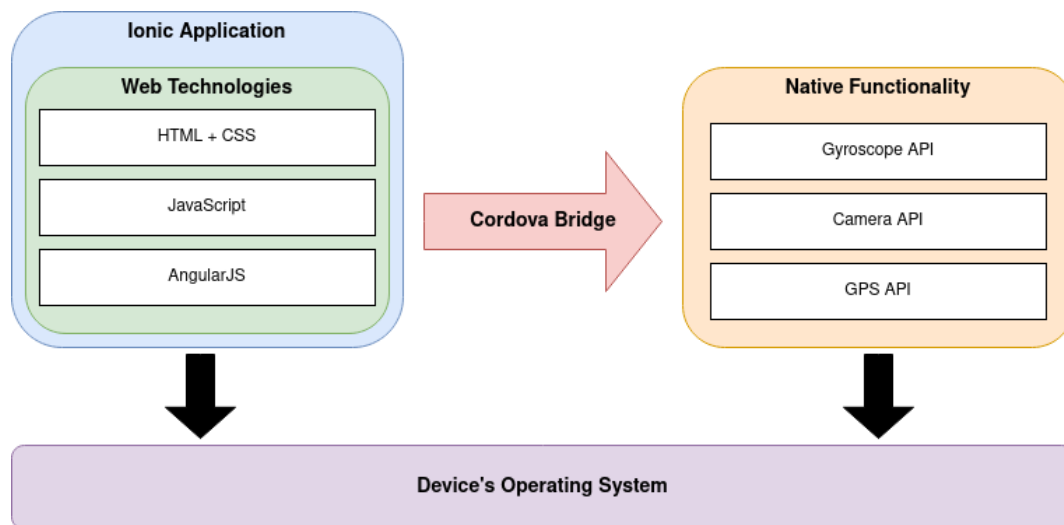 Ionic Application
Web Technologies
HTML + CSS
JavaScript
AngularJS
Cordova Bridge
Native Functionality
Gyroscope API
Camera API
GPS API
Device's Operating System